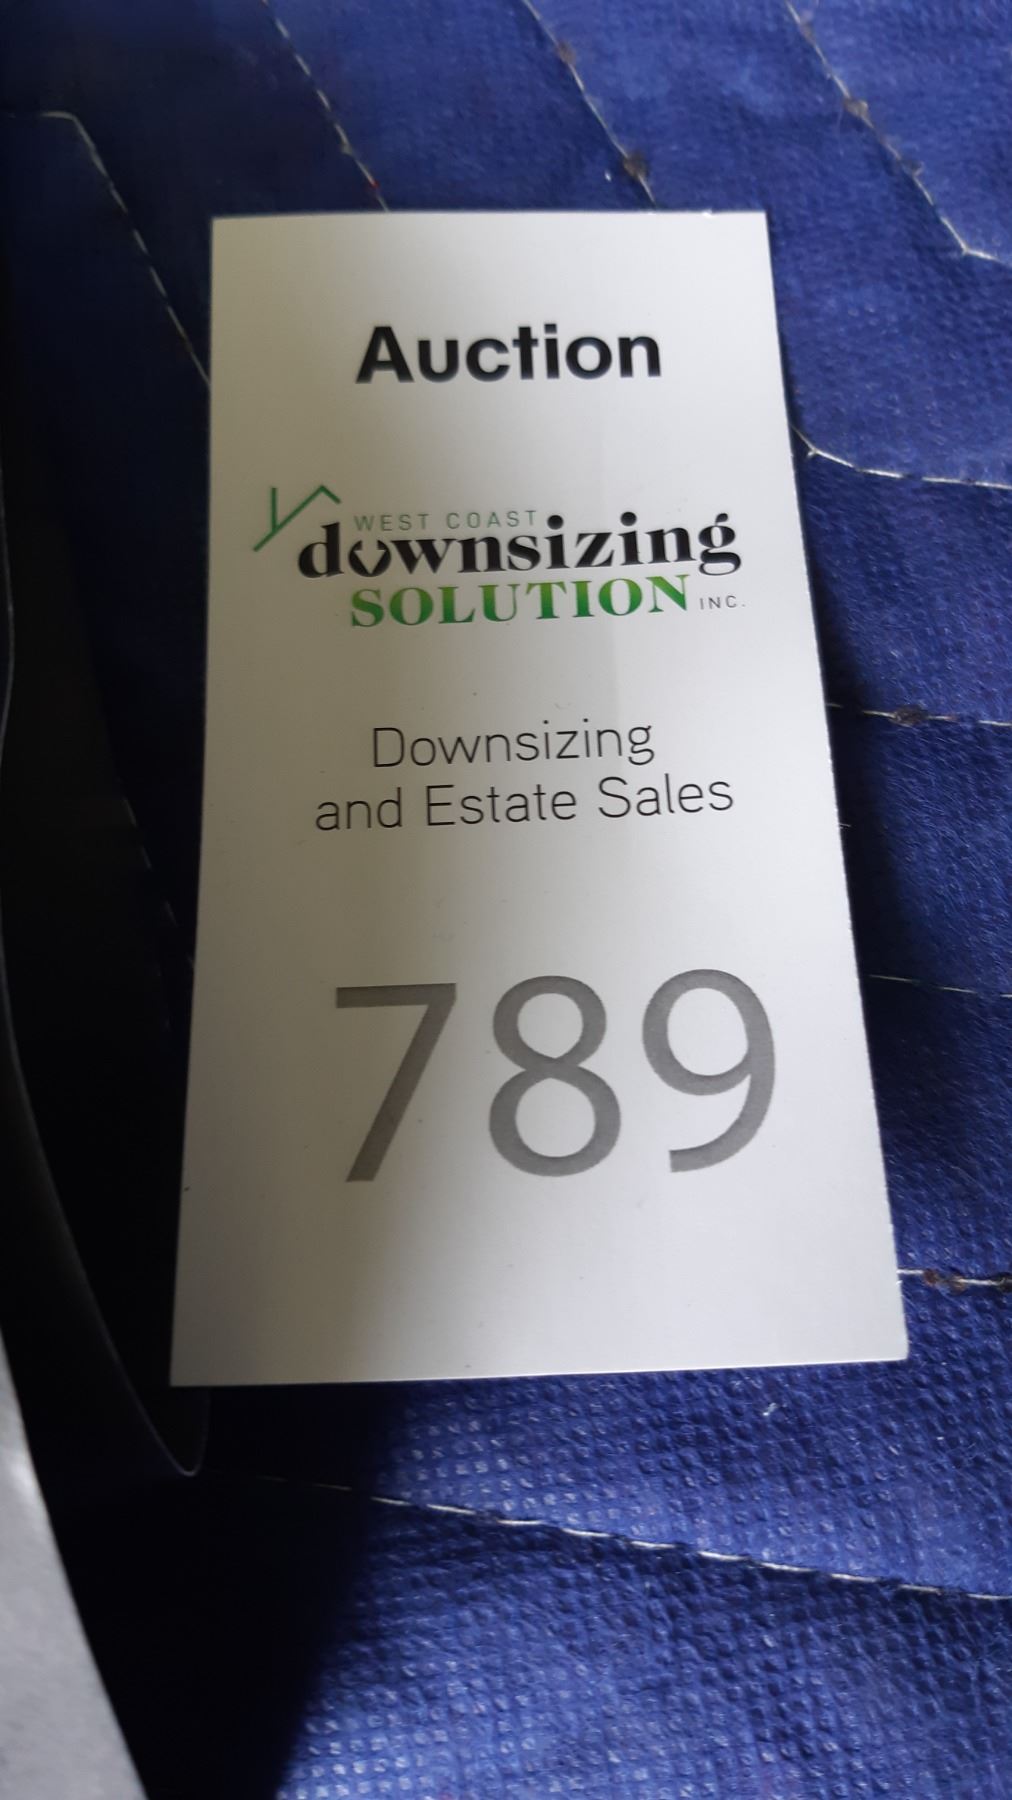 Auction
WEST COAST
downsizing
SOLUTION INC.
Downsizing
and Estate Sales
789